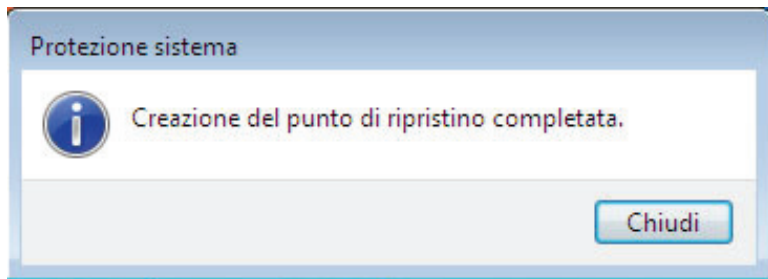 Protezione sistema
Creazione del punto di ripristino completata.
Chiudi